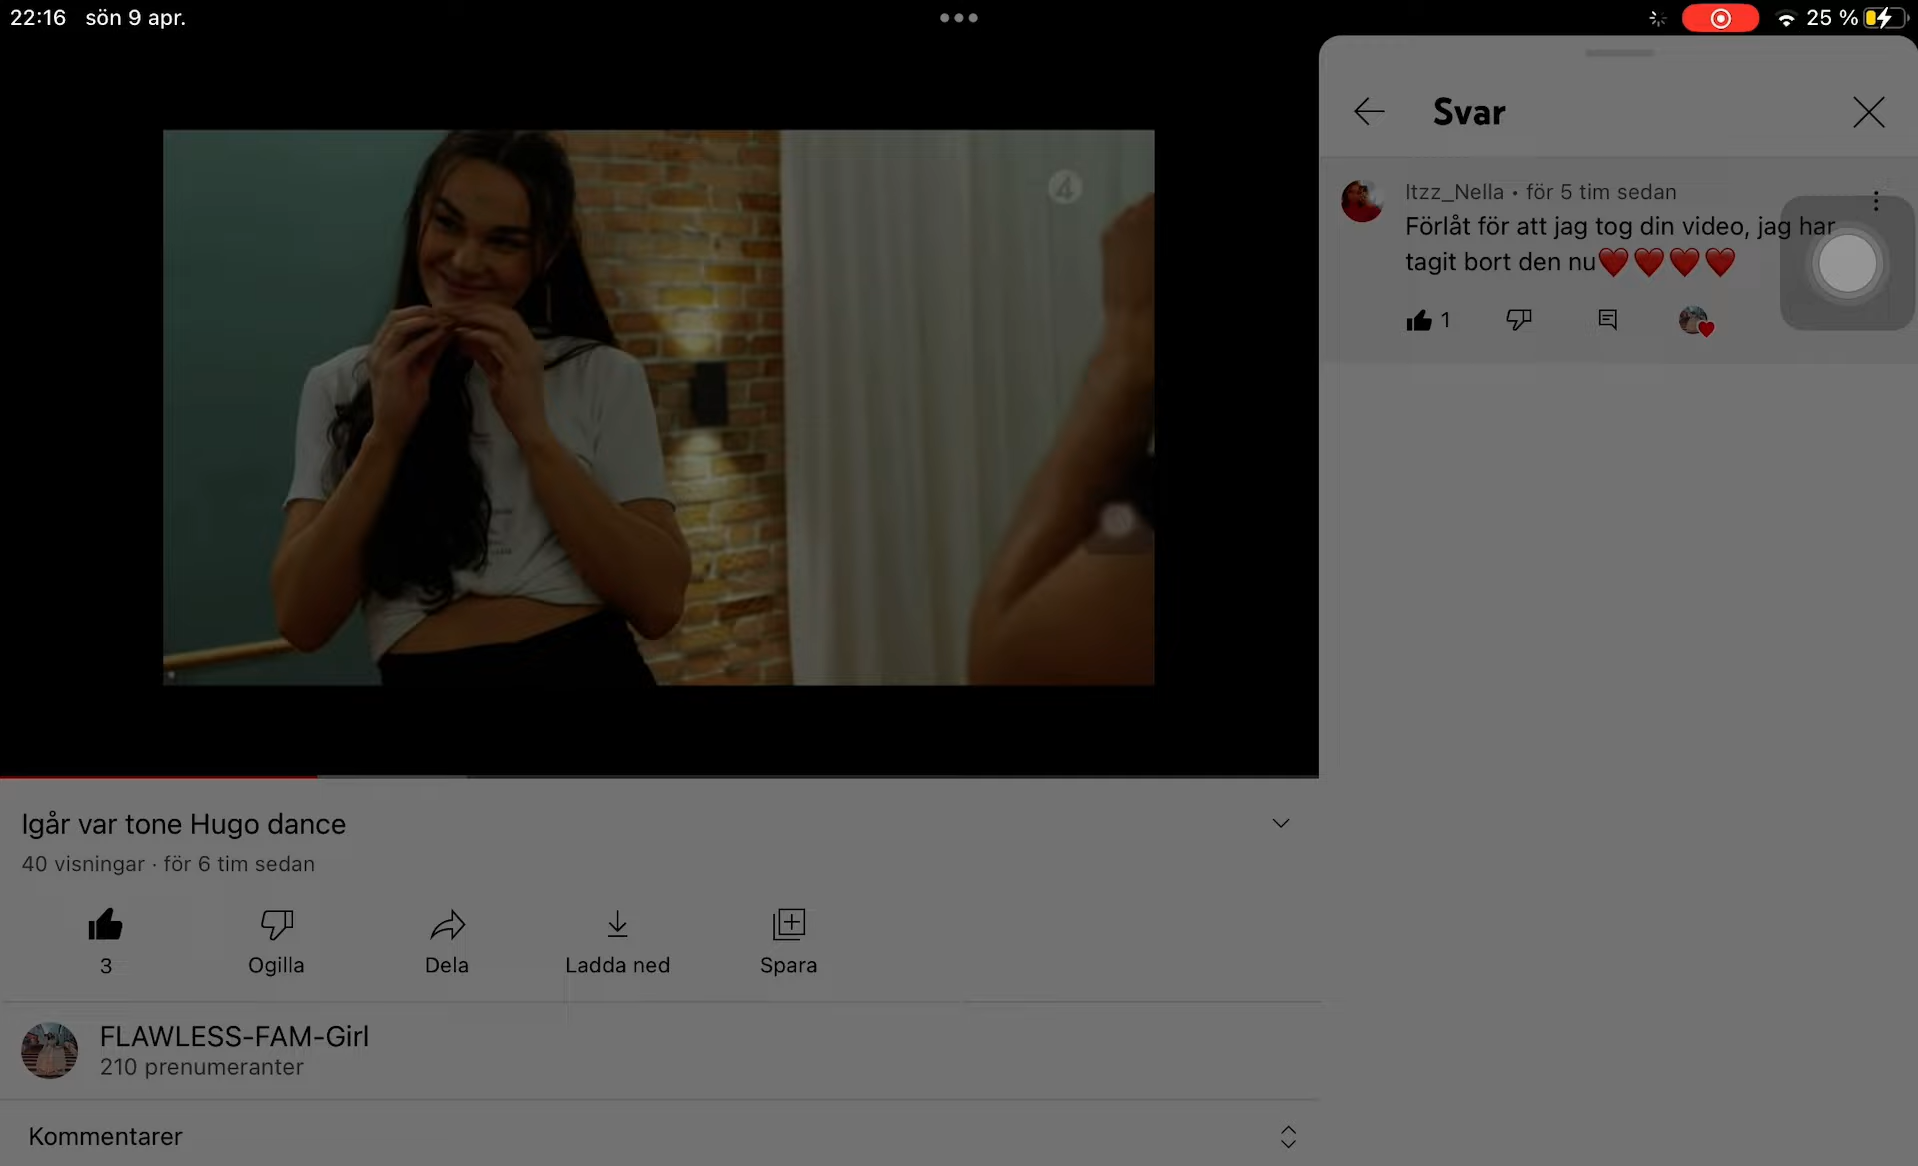 22:16 sön 9 apr.
25 %
4
Svar
Itzz_Nella • för 5 tim sedan
Förlåt för att jag tog din video, jag har
tagit bort den nu❤️❤️❤️❤️
1
Igår var tone Hugo dance
40 visningar · för 6 tim sedan
3
Ogilla
Dela
Ladda ned
Spara
FLAWLESS-FAM-Girl
210 prenumeranter
Kommentarer